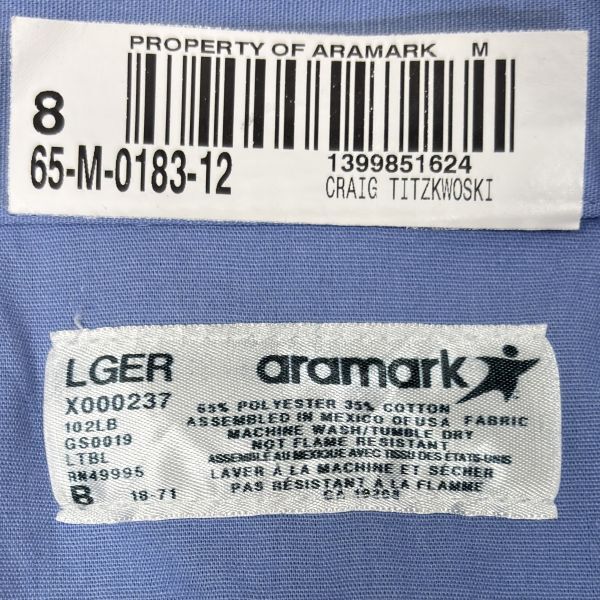 PROPERTY OF ARAMARK M
8
65-M-0183-12
1399851624
CRAIG TITZKWOSKI
LGER
X000237
102LB
GS0019
LTBL
RN49995
B 18-71
aramark
65% POLYESTER 35% COTTON
ASSEMBLED IN MEXICO OF USA FABRIC
MACHINE WASH/TUMBLE DRY
NOT FLAME RESISTANT
ASSEMBLÉ AU MEXIQUE AVEC TISSU DES ÉTATS-UNIS
LAVER À LA MACHINE ET SÉCHER
PAS RÉSISTANT À LA FLAMME
CA